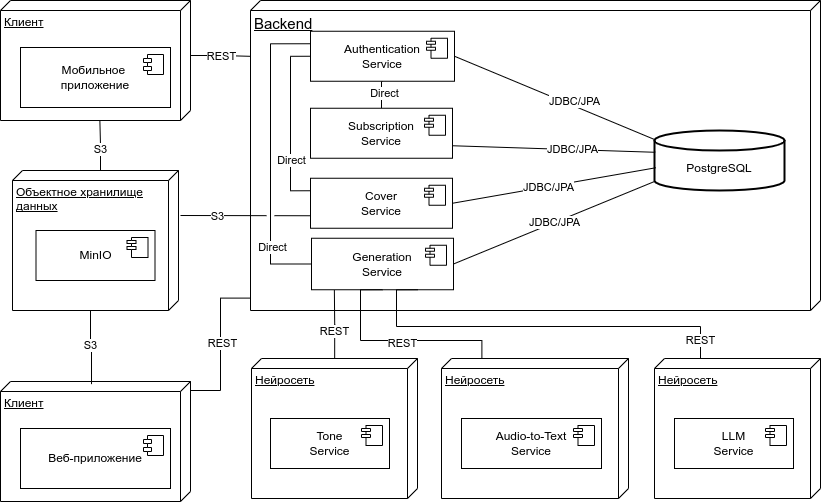 Клиент
Мобильное
приложение
REST
Backend
Authentication
Service
Direct
Subscription
Service
Direct
Cover
Service
Direct
Generation
Service
JDBC/JPA
JDBC/JPA
JDBC/JPA
JDBC/JPA
PostgreSQL
S3
Объектное хранилище
данных
MinIO
S3
S3
REST
Клиент
Веб-приложение
REST
REST
REST
Нейросеть
Tone
Service
Нейросеть
Audio-to-Text
Service
Нейросеть
LLM
Service